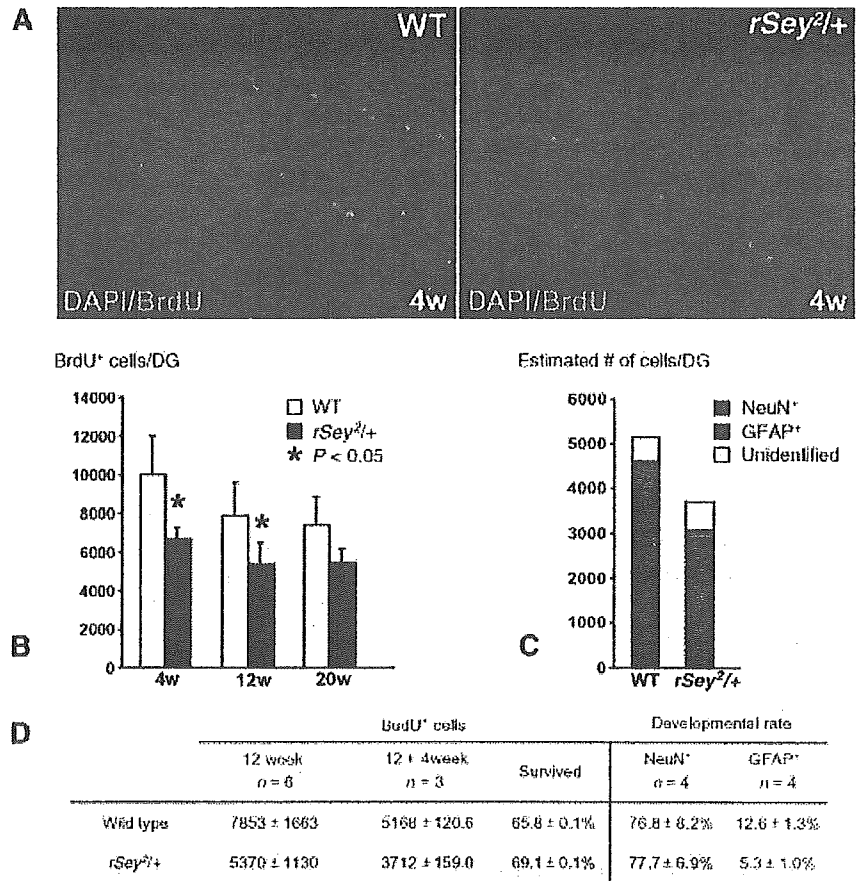 A
WT
rSey²/+
DAPI/BrdU
4w
DAPI/BrdU
4w
BrdU⁺ cells/DG
14000
12000
10000
8000
6000
4000
2000
0
WT
rSey²/+
* P < 0.05
*
*
4w
12w
20w
B
Estimated # of cells/DG
6000
5000
4000
3000
2000
1000
0
NeuN⁺
GFAP⁺
Unidentified
WT
rSey²/+
C
D
BudU⁺ cells
Developmental rate
12 week
n = 6
12 + 4week
n = 3
Survived
NeuN⁺
n = 4
GFAP⁺
n = 4
Wild type 7853 ± 1663 5168 ± 120.6 65.8 ± 0.1% 76.8 ± 8.2% 12.6 ± 1.3%
rSey²/+ 5370 ± 1130 3712 ± 159.0 69.1 ± 0.1% 77.7 ± 6.9% 5.3 ± 1.0%